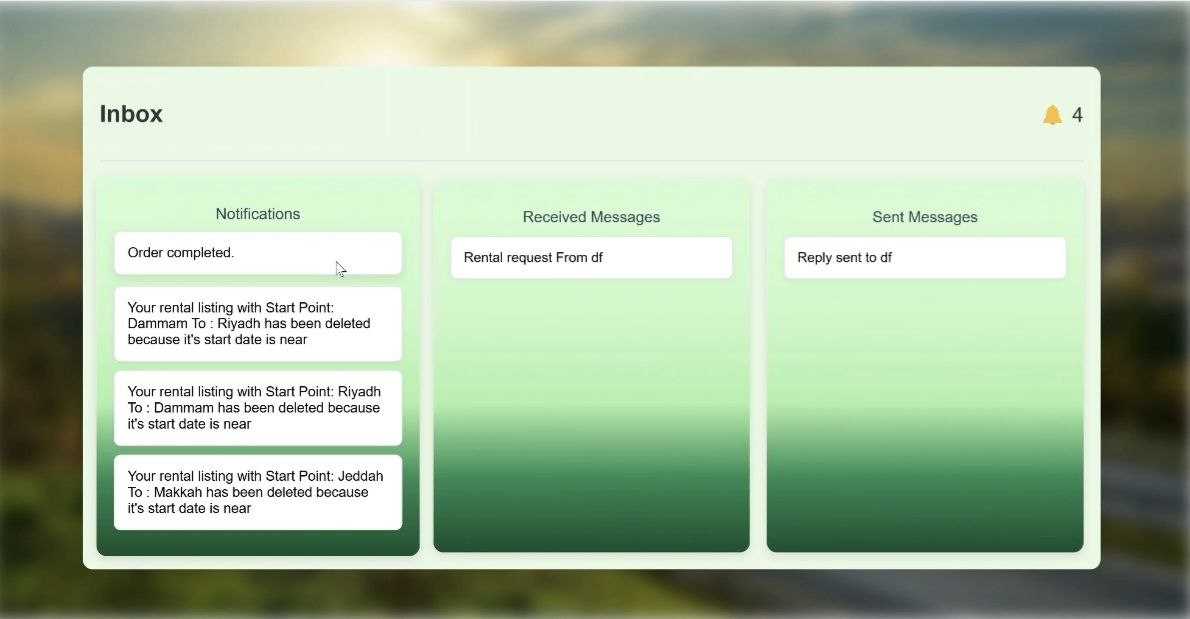 Inbox
4
Notifications
Order completed.
Your rental listing with Start Point:
Dammam To : Riyadh has been deleted
because it's start date is near
Your rental listing with Start Point: Riyadh
To : Dammam has been deleted because
it's start date is near
Your rental listing with Start Point: Jeddah
To : Makkah has been deleted because
it's start date is near
Received Messages
Rental request From df
Sent Messages
Reply sent to df